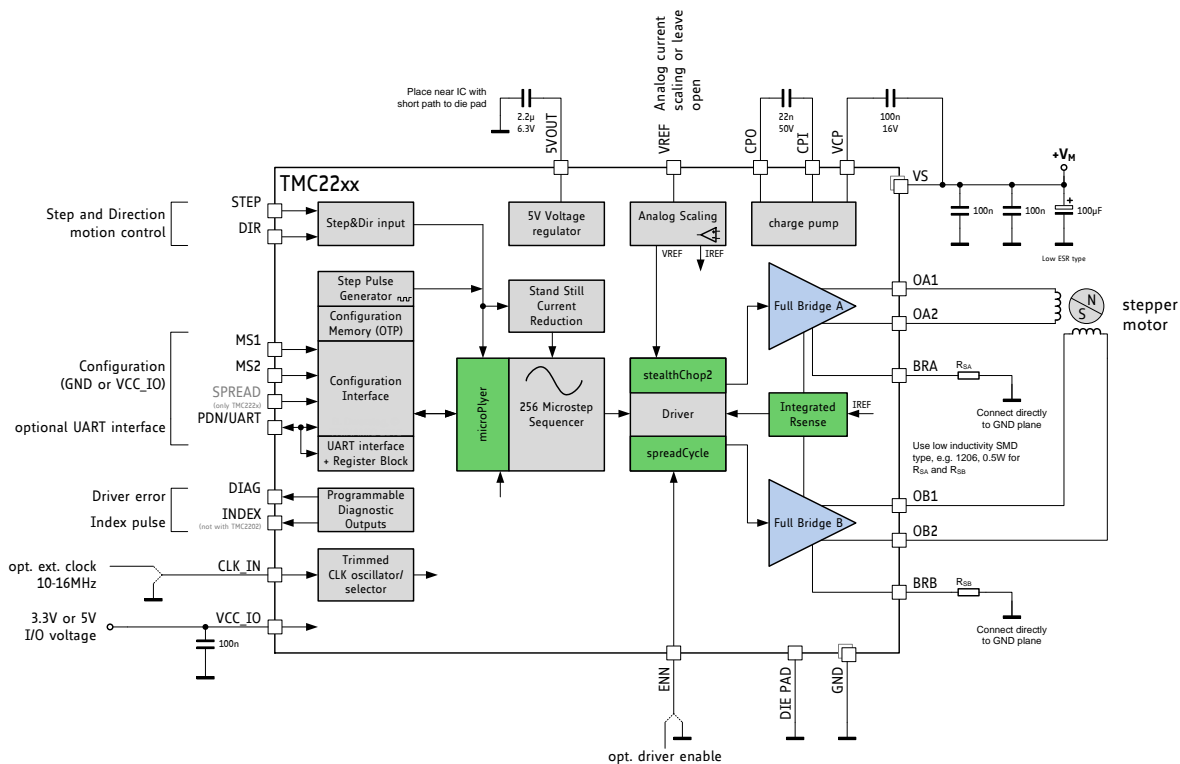 Place near IC with
short path to die pad
2.2µ
6.3V
5VOUT
VREF
Analog current
scaling or leave
open
22n
50V
CPO
CPI
VCP
100n
16V
+VM
VS
100n
100n
+
100µF
Low ESR type
TMC22xx
Step and Direction
motion control
STEP
DIR
Step&Dir input
5V Voltage
regulator
Analog Scaling
VREF
IREF
charge pump
Step Pulse
Generator
Configuration
Memory (OTP)
Stand Still
Current
Reduction
Full Bridge A
OA1
OA2
N
S
stepper
motor
Configuration
(GND or VCC_IO)
optional UART interface
MS1
MS2
SPREAD
(only TMC222x)
PDN/UART
Configuration
Interface
UART interface
+ Register Block
microPlyer
256 Microstep
Sequencer
stealthChop2
Driver
spreadCycle
Integrated
Rsense
IREF
BRA
RSA
Connect directly
to GND plane
Use low inductivity SMD
type, e.g. 1206, 0.5W for
RSA and RSB
Driver error
Index pulse
DIAG
INDEX
(not with TMC2202)
Programmable
Diagnostic
Outputs
Full Bridge B
OB1
OB2
opt. ext. clock
10-16MHz
CLK_IN
Trimmed
CLK oscillator/
selector
BRB
RSB
Connect directly
to GND plane
3.3V or 5V
I/O voltage
VCC_IO
100n
ENN
DIE PAD
GND
opt. driver enable